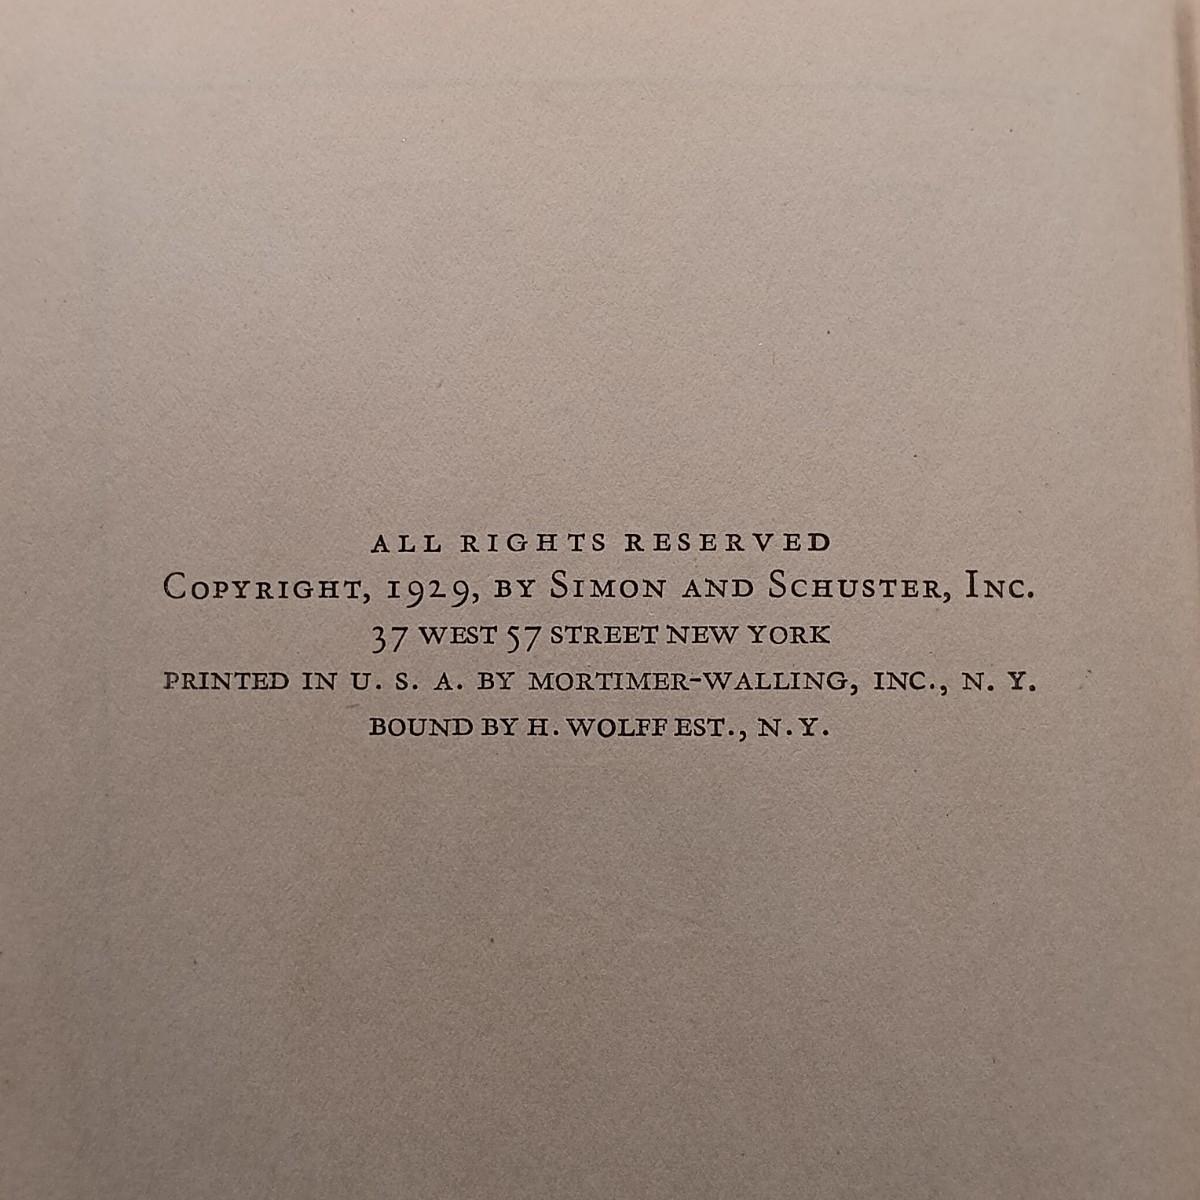 ALL RIGHTS RESERVED
COPYRIGHT, 1929, BY SIMON AND SCHUSTER, INC.
37 WEST 57 STREET NEW YORK
PRINTED IN U. S. A. BY MORTIMER-WALLING, INC., N. Y.
BOUND BY H. WOLFF EST., N.Y.